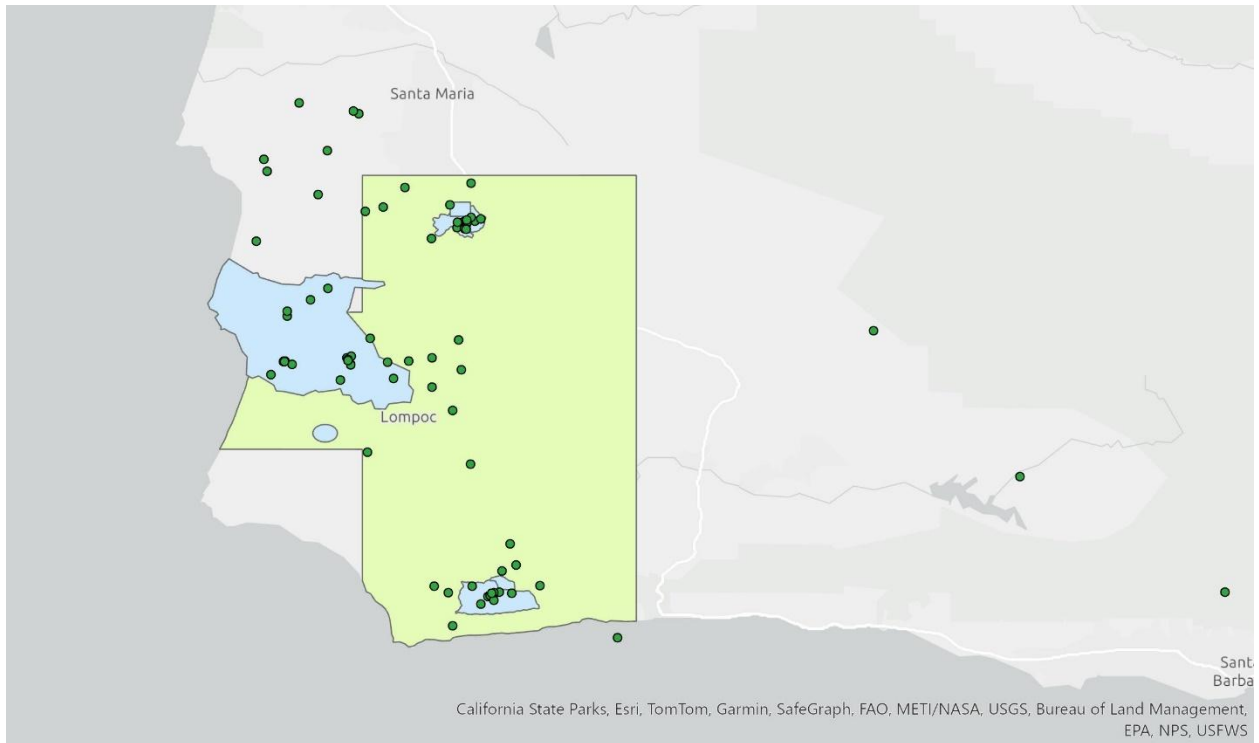 Santa Maria
Lompoc
Santa
Barba
California State Parks, Esri, TomTom, Garmin, SafeGraph, FAO, METI/NASA, USGS, Bureau of Land Management,
EPA, NPS, USFWS